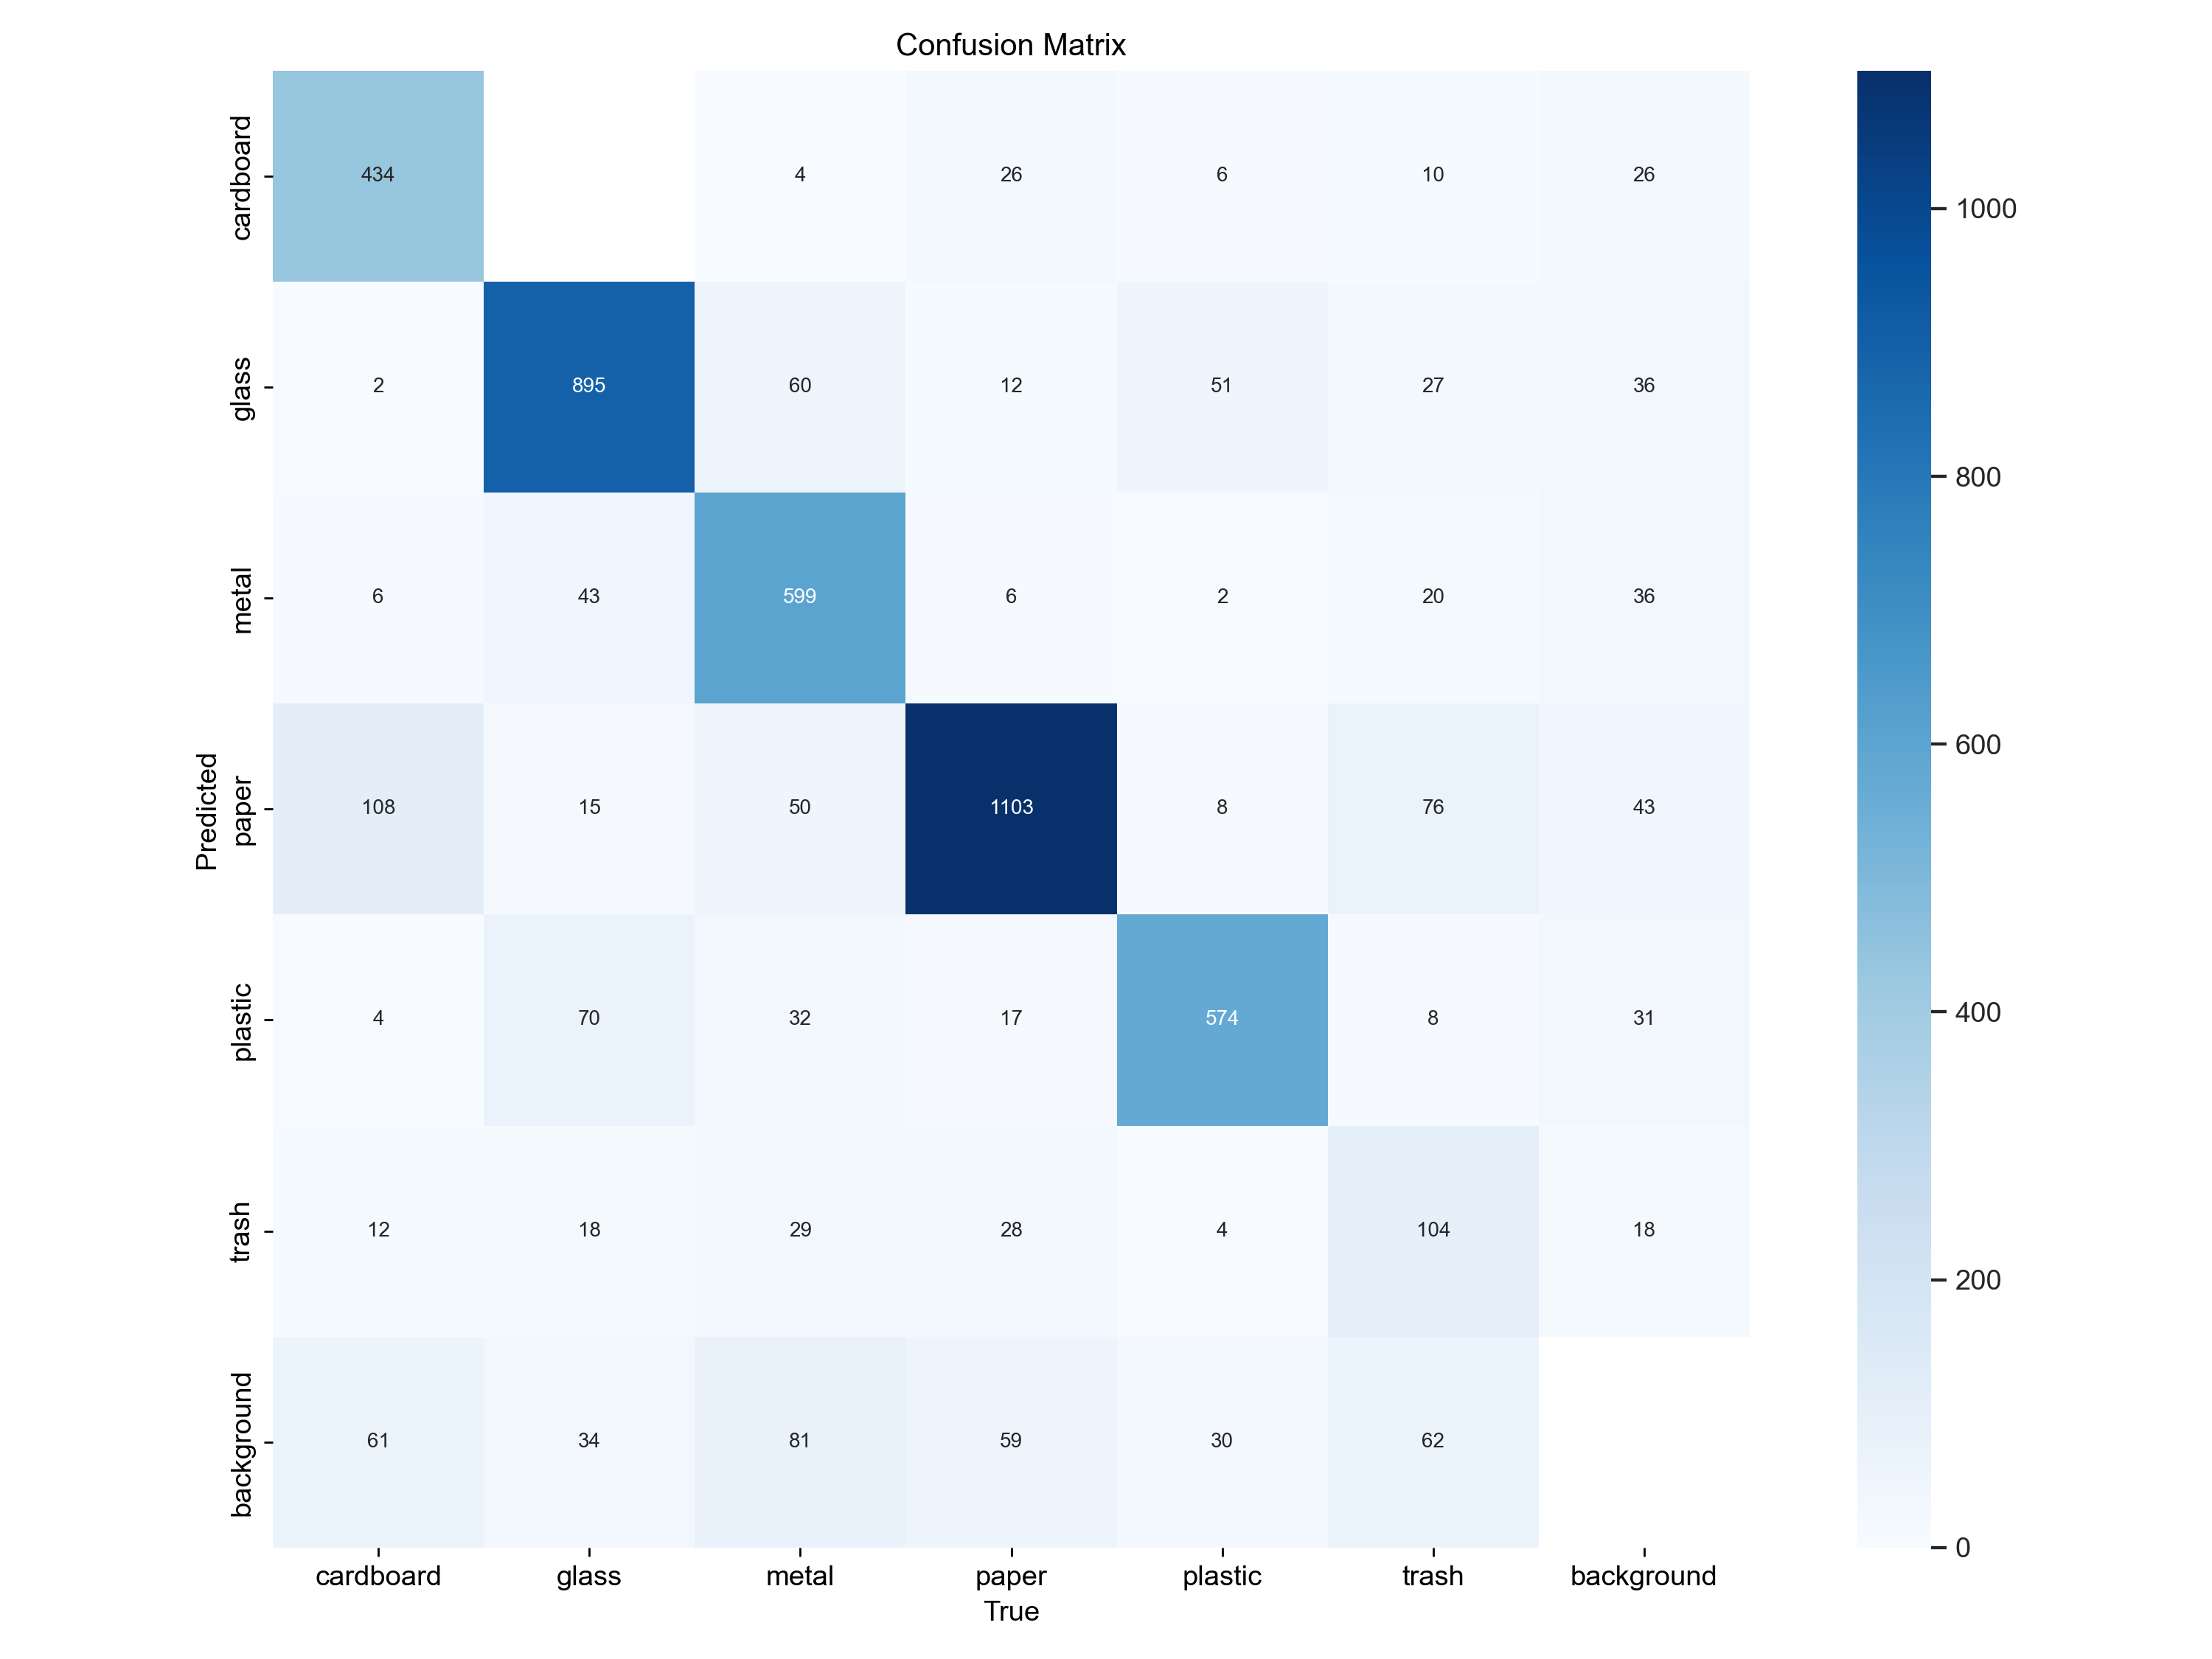 Confusion Matrix
cardboard 434 4 26 6 10 26
glass 2 895 60 12 51 27 36
metal 6 43 599 6 2 20 36
paper 108 15 50 1103 8 76 43
plastic 4 70 32 17 574 8 31
trash 12 18 29 28 4 104 18
background 61 34 81 59 30 62
Predicted
cardboard glass metal paper plastic trash background
True
1000
800
600
400
200
0